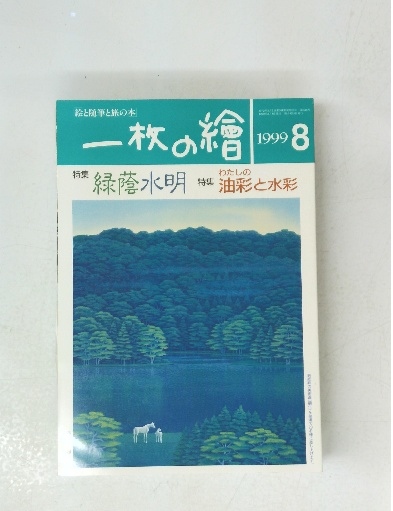 絵と随筆と旅の本
一枚の繪
1999 8
特集
緑蔭水明
特集
わたしの
油彩と水彩